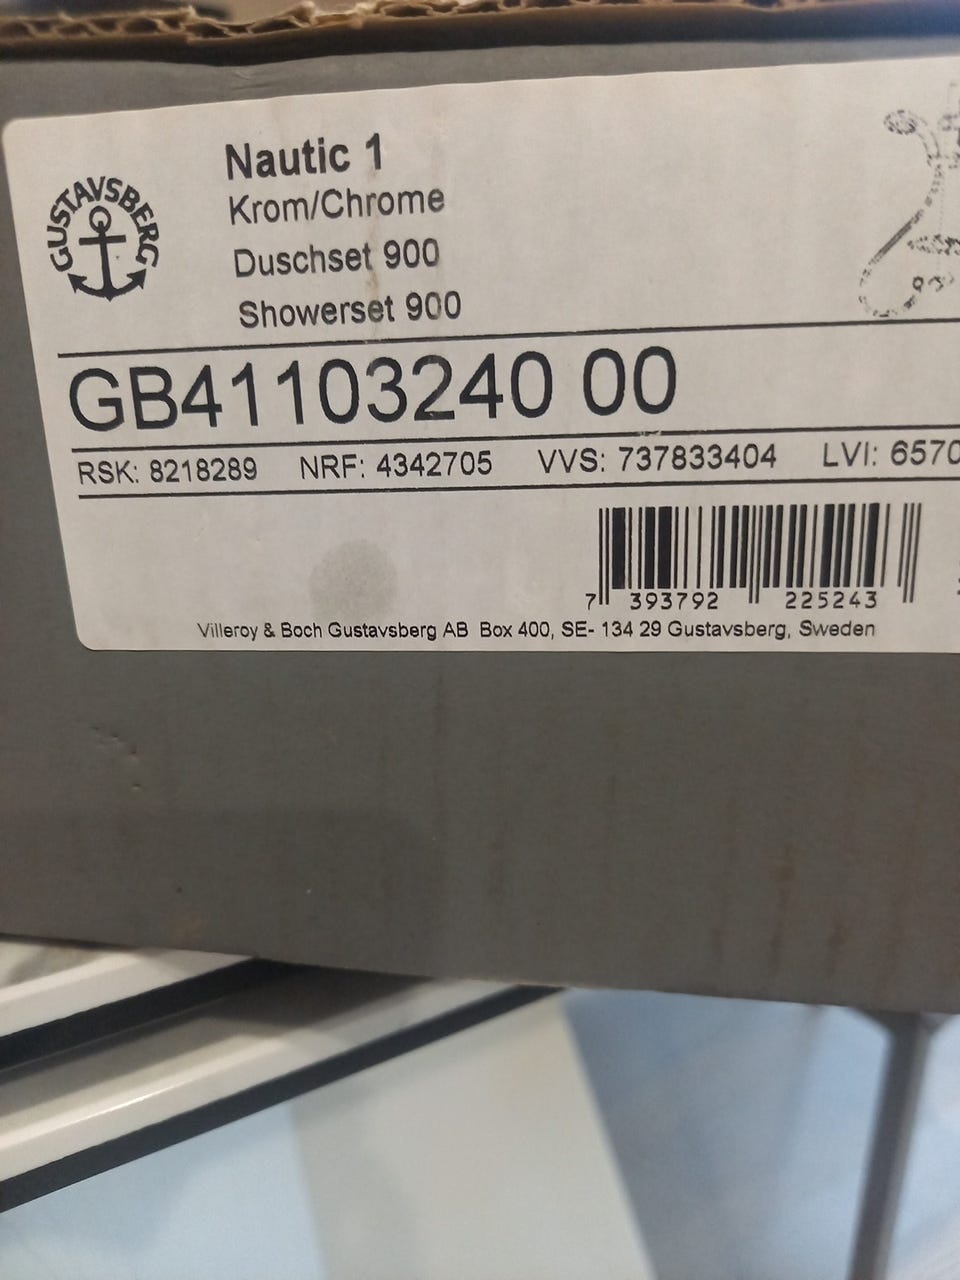 GUSTAVSBERG
Nautic 1
Krom/Chrome
Duschset 900
Showerset 900
GB41103240 00
RSK: 8218289 NRF: 4342705 VVS: 737833404 LVI: 6570
7 393792 225243
Villeroy & Boch Gustavsberg AB Box 400, SE- 134 29 Gustavsberg, Sweden